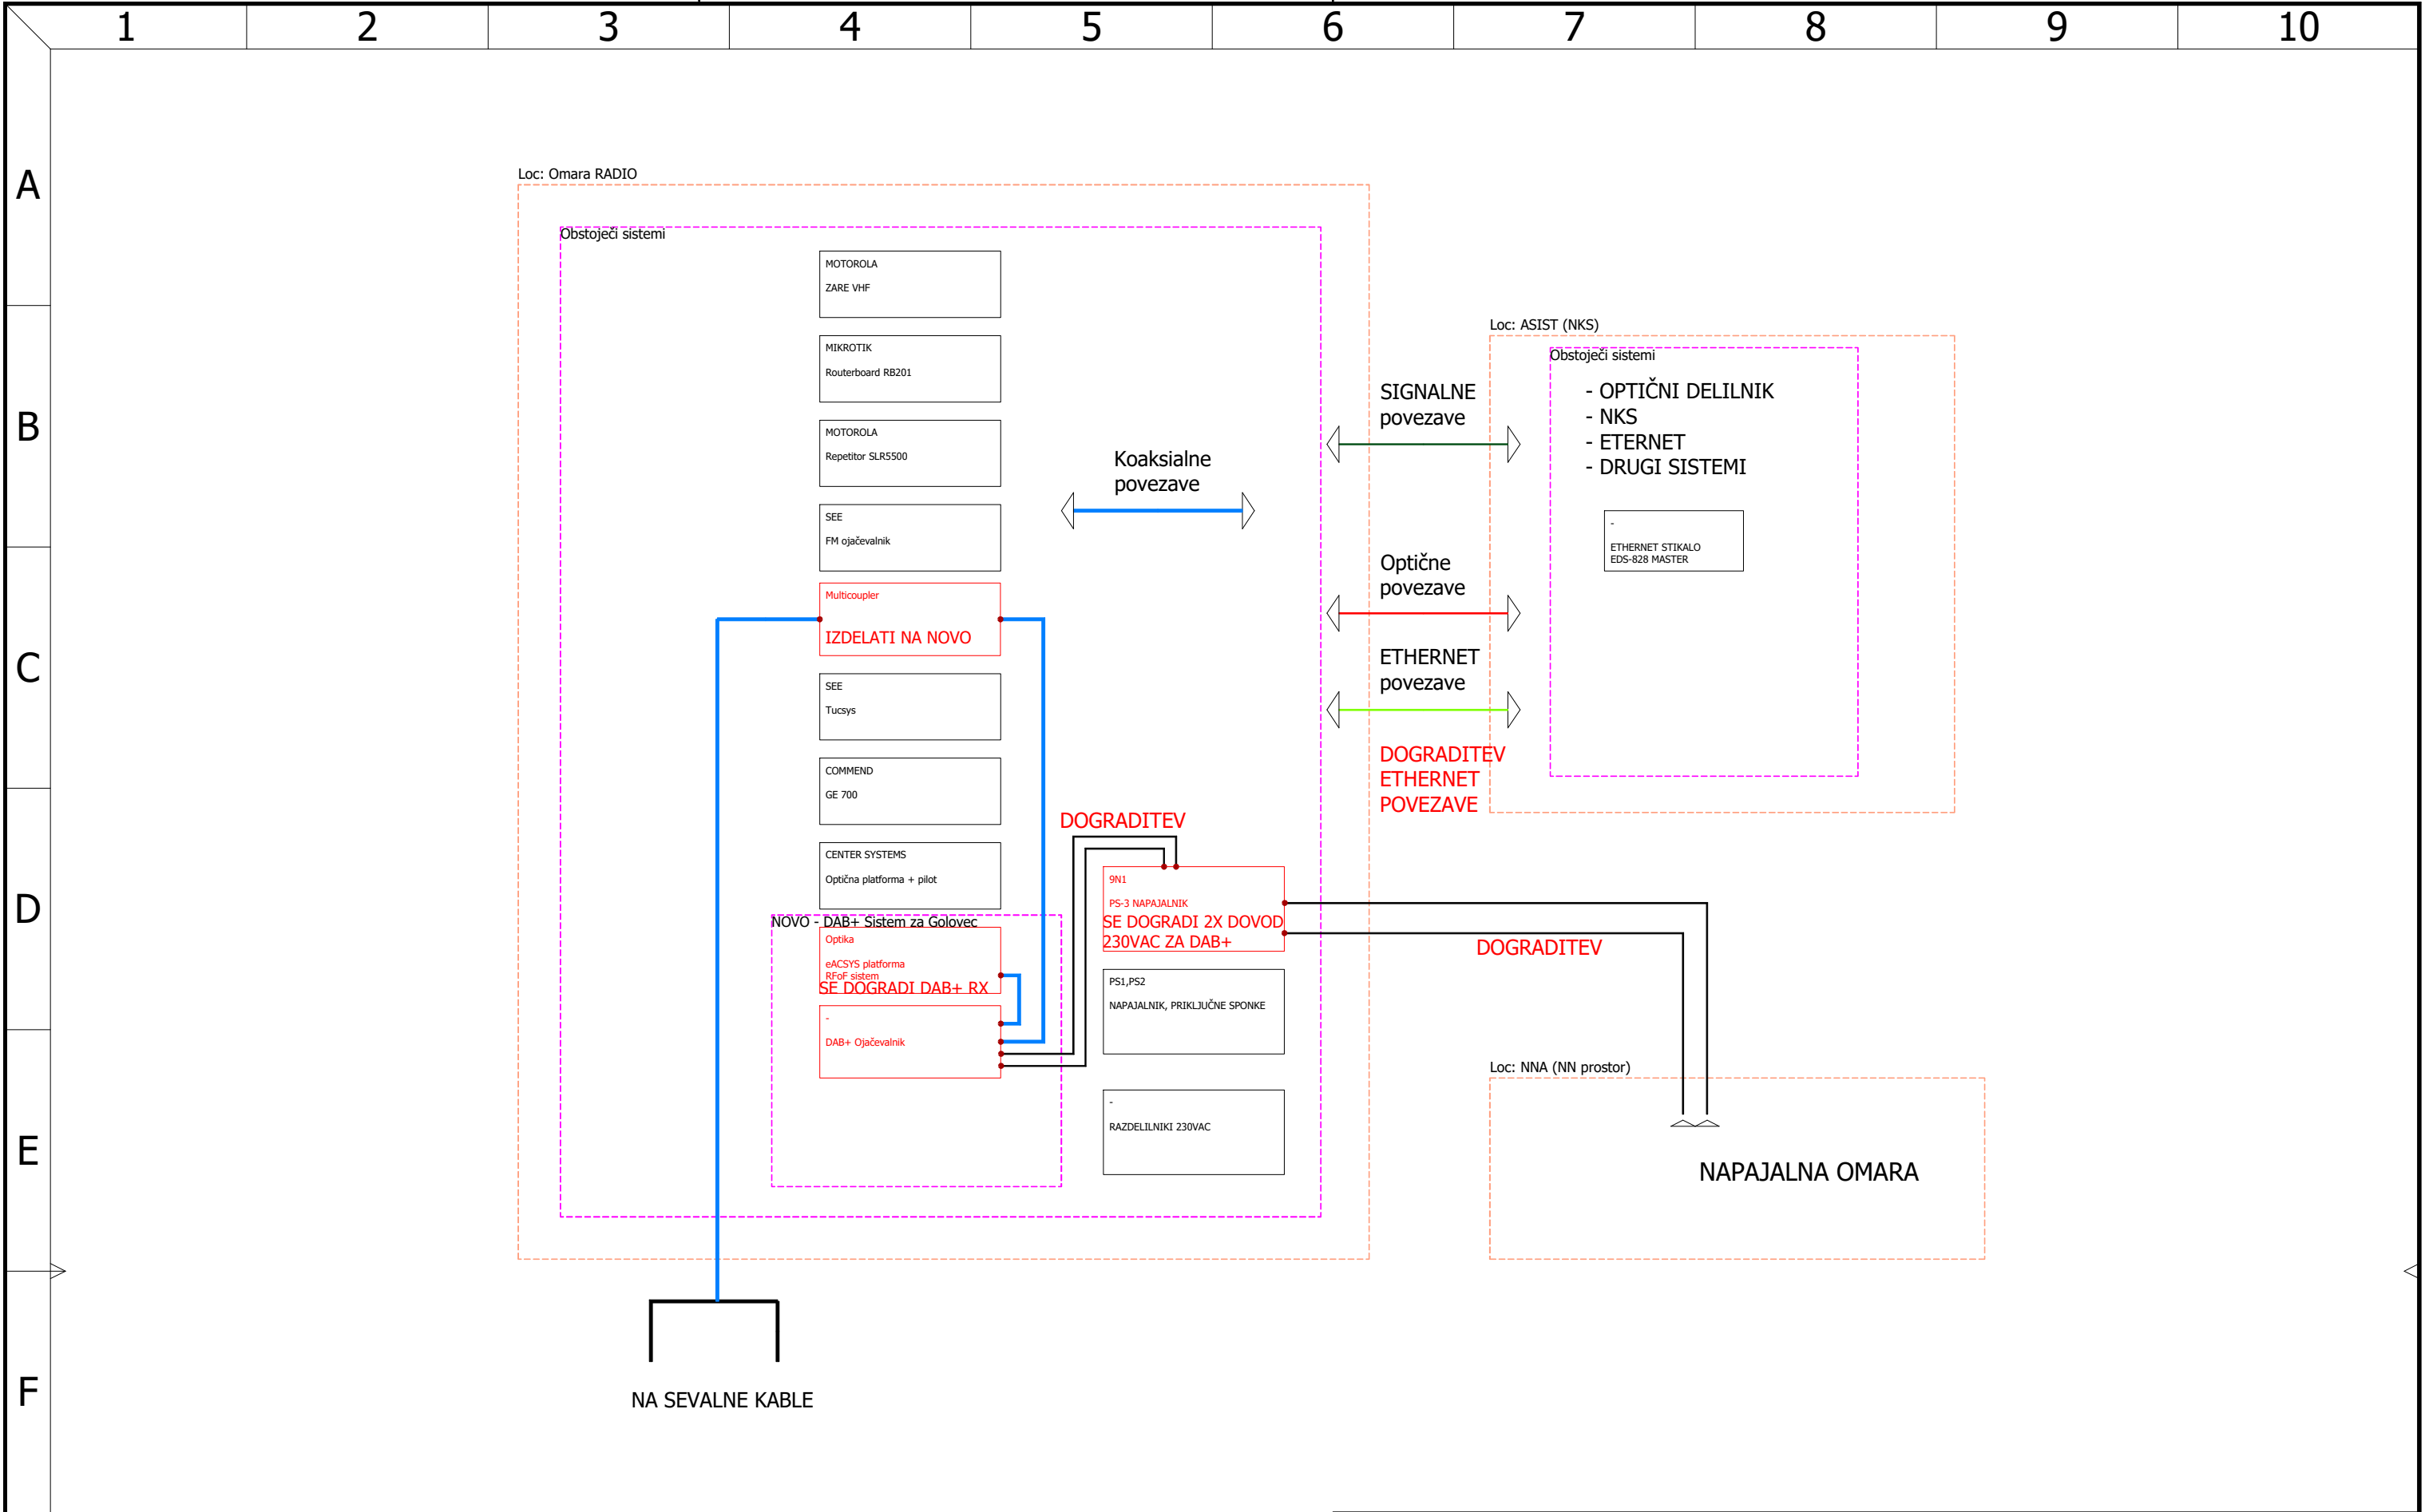 1 2 3 4 5 6 7 8 9 10
A
B
C
D
E
F
Loc: Omara RADIO
Obstoječi sistemi
MOTOROLA
ZARE VHF
MIKROTIK
Routerboard RB201
MOTOROLA
Repetitor SLR5500
SEE
FM ojačevalnik
Multicoupler
IZDELATI NA NOVO
SEE
Tucsys
COMMEND
GE 700
CENTER SYSTEMS
Optična platforma + pilot
NOVO - DAB+ Sistem za Golovec
Optika
eACSYS platforma
RFoF sistem
SE DOGRADI DAB+ RX
-
DAB+ Ojačevalnik
Koaksialne
povezave
DOGRADITEV
9N1
PS-3 NAPAJALNIK
SE DOGRADI 2X DOVOD
230VAC ZA DAB+
PS1,PS2
NAPAJALNIK, PRIKLJUČNE SPONKE
-
RAZDELILNIKI 230VAC
SIGNALNE
povezave
Optične
povezave
ETHERNET
povezave
DOGRADITEV
ETHERNET
POVEZAVE
Loc: ASIST (NKS)
Obstoječi sistemi
- OPTIČNI DELILNIK
- NKS
- ETERNET
- DRUGI SISTEMI
-
ETHERNET STIKALO
EDS-828 MASTER
DOGRADITEV
Loc: NNA (NN prostor)
NAPAJALNA OMARA
NA SEVALNE KABLE